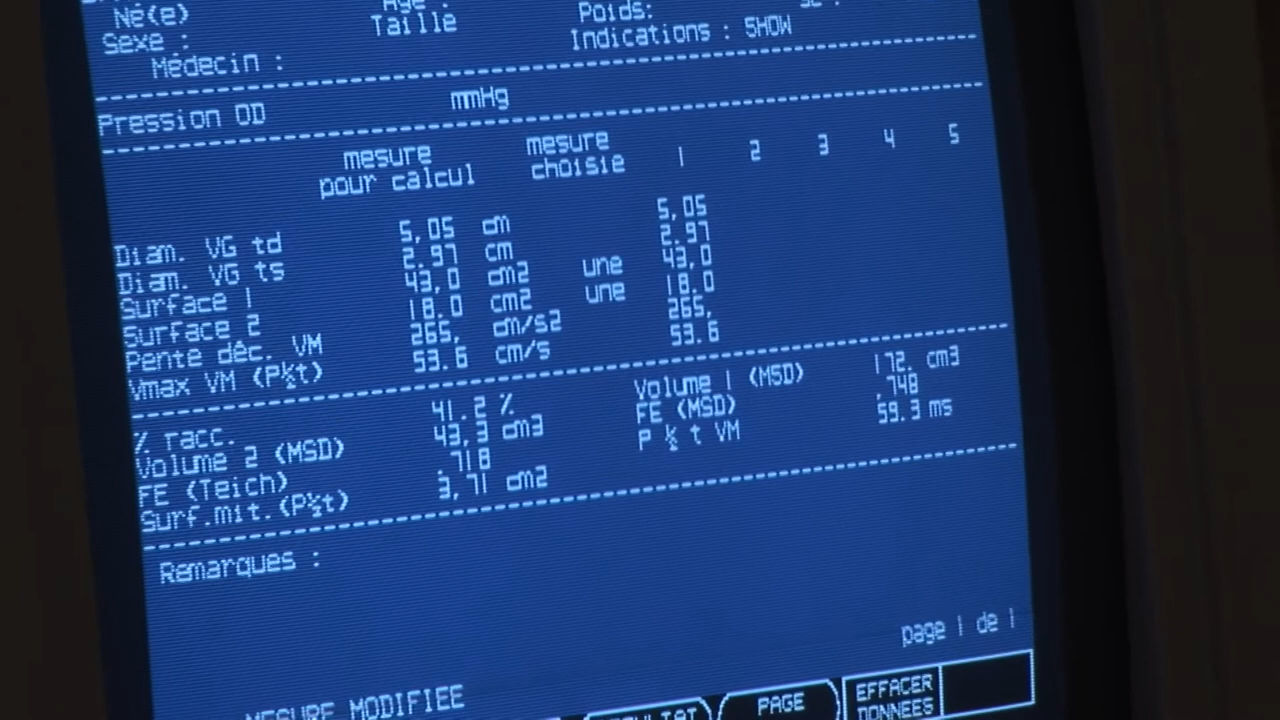 Né(e) Age : Poids: SC :
Sexe : Taille Indications : SHOW
Médecin :
Pression OD mmHg
mesure pour calcul mesure choisie 1 2 3 4 5
Diam. VG td 5,05 cm 5,05
Diam. VG ts 2.97 cm 2.97
Surface 1 43,0 cm2 une 43,0
Surface 2 18.0 cm2 une 18.0
Pente déc. VM 265, cm/s2 265,
Vmax VM (P½t) 53.6 cm/s 53.6
% racc. 41.2 % Volume 1 (MSD) 172. cm3
Volume 2 (MSD) 43,3 cm3 FE (MSD) .748
FE (Teich) .718 P ½ t VM 59.3 ms
Surf.mit.(P½t) 3,71 cm2
Remarques :
page 1 de 1
MESURE MODIFIEE
PAGE EFFACER DONNEES